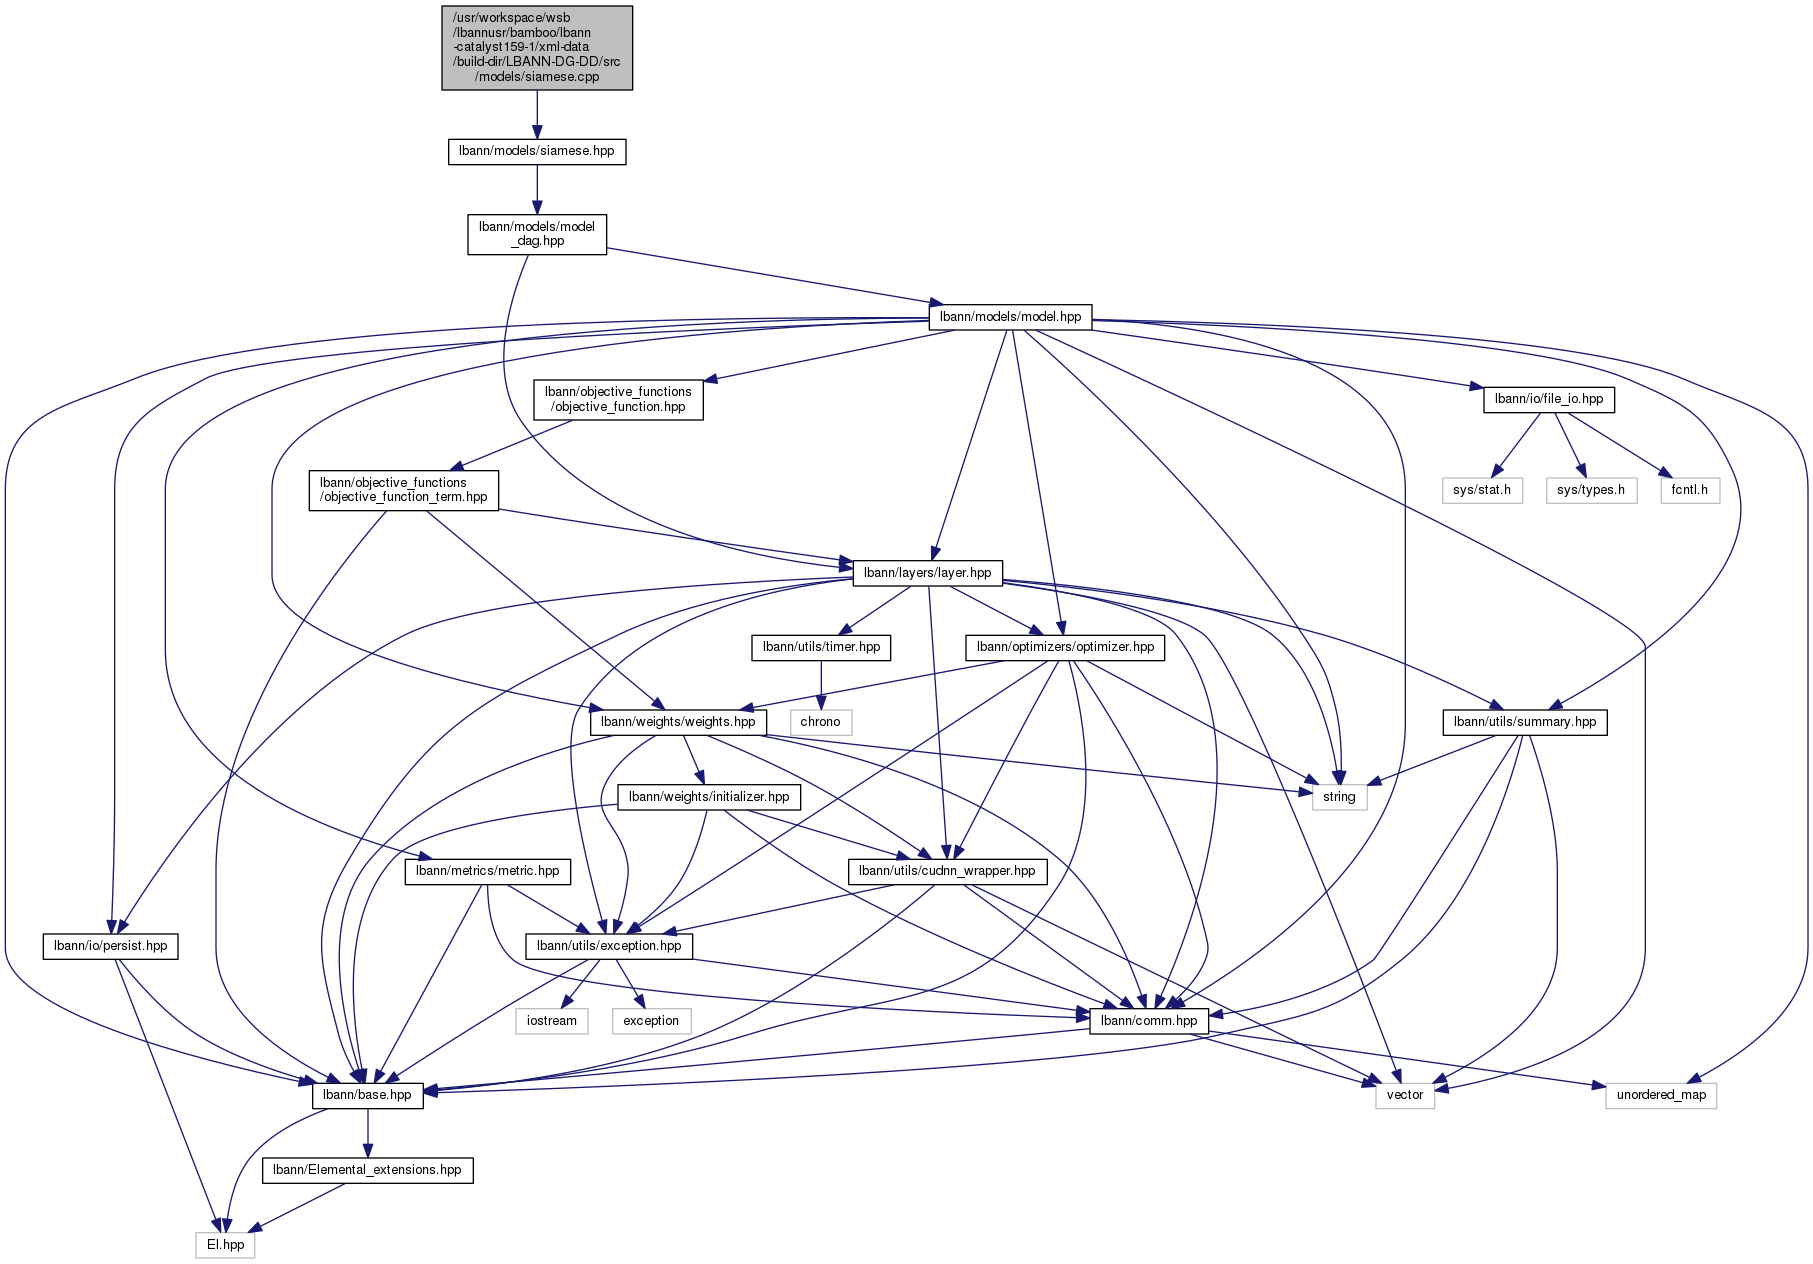 /usr/workspace/wsb
/lbannusr/bamboo/lbann
-catalyst159-1/xml-data
/build-dir/LBANN-DG-DD/src
/models/siamese.cpp
lbann/models/siamese.hpp
lbann/models/model
_dag.hpp
lbann/models/model.hpp
lbann/objective_functions
/objective_function.hpp
lbann/io/file_io.hpp
lbann/objective_functions
/objective_function_term.hpp
sys/stat.h
sys/types.h
fcntl.h
lbann/layers/layer.hpp
lbann/utils/timer.hpp
lbann/optimizers/optimizer.hpp
lbann/weights/weights.hpp
chrono
lbann/utils/summary.hpp
lbann/weights/initializer.hpp
string
lbann/metrics/metric.hpp
lbann/utils/cudnn_wrapper.hpp
lbann/io/persist.hpp
lbann/utils/exception.hpp
iostream
exception
lbann/comm.hpp
lbann/base.hpp
vector
unordered_map
lbann/Elemental_extensions.hpp
El.hpp